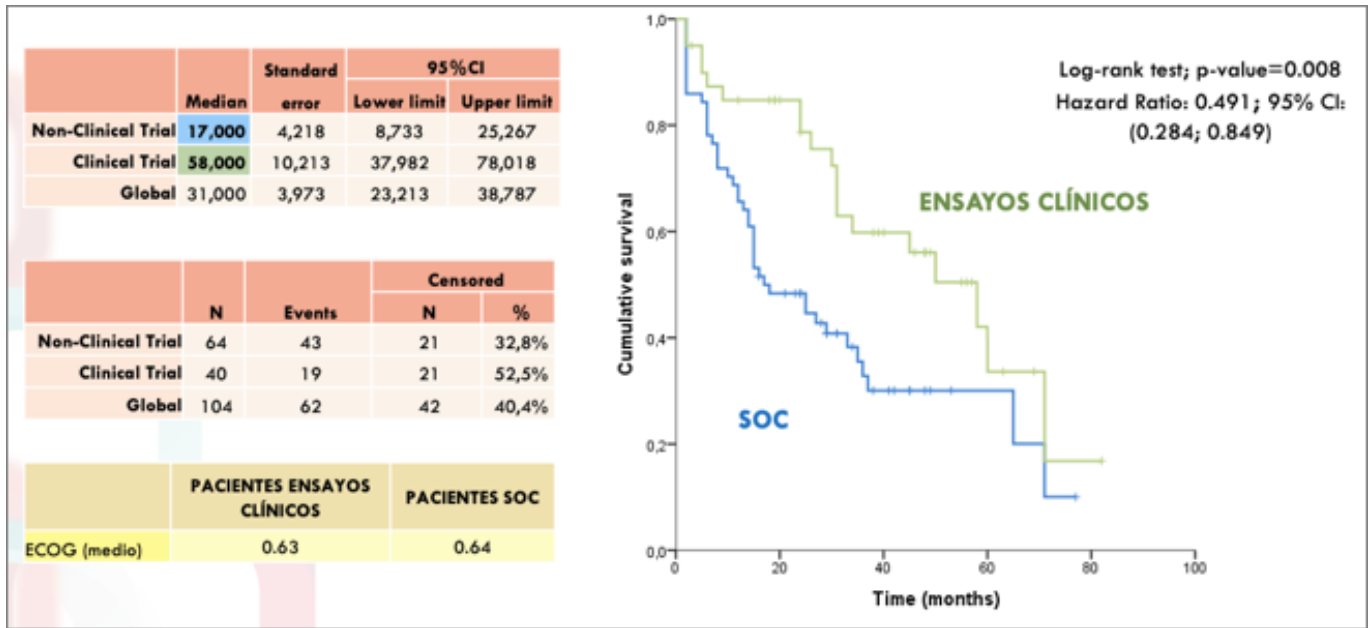 Median Standard error 95%CI Lower limit Upper limit
Non-Clinical Trial 17,000 4,218 8,733 25,267
Clinical Trial 58,000 10,213 37,982 78,018
Global 31,000 3,973 23,213 38,787
N Events Censored N %
Non-Clinical Trial 64 43 21 32,8%
Clinical Trial 40 19 21 52,5%
Global 104 62 42 40,4%
PACIENTES ENSAYOS CLÍNICOS PACIENTES SOC
ECOG (medio) 0.63 0.64
Log-rank test; p-value=0.008
Hazard Ratio: 0.491; 95% CI:
(0.284; 0.849)
ENSAYOS CLÍNICOS
SOC
Cumulative survival
1,0
0,8
0,6
0,4
0,2
0,0
0 20 40 60 80 100
Time (months)